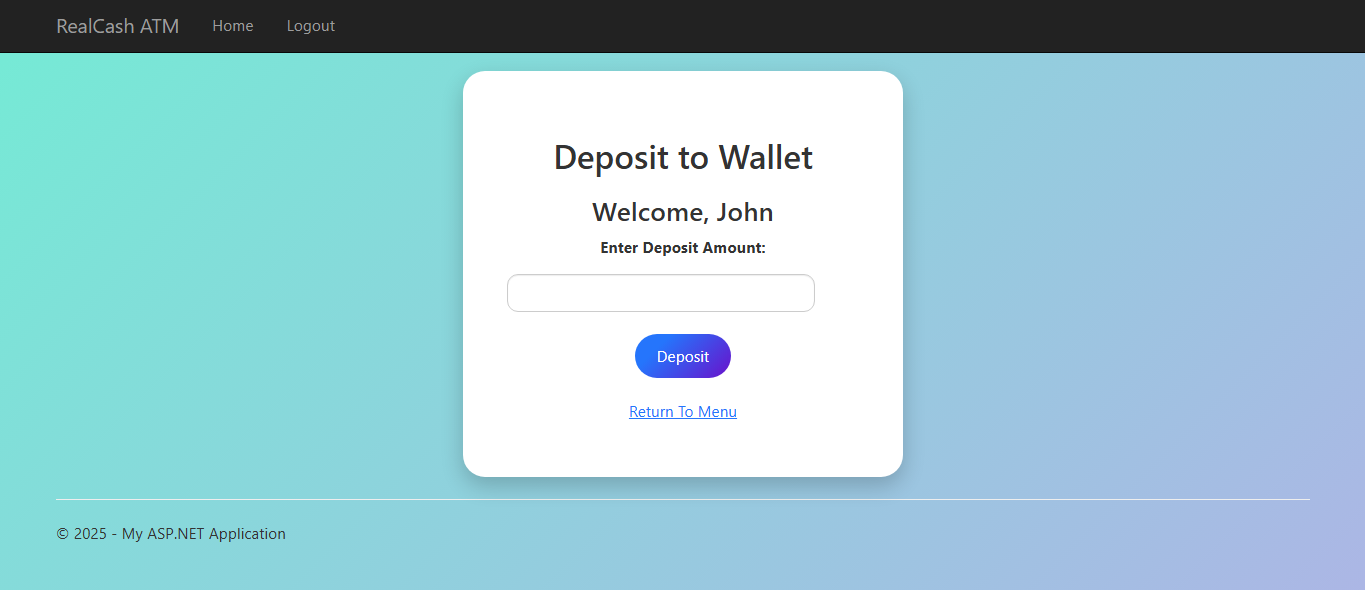 RealCash ATM Home Logout
Deposit to Wallet
Welcome, John
Enter Deposit Amount:
Deposit
Return To Menu
© 2025 - My ASP.NET Application